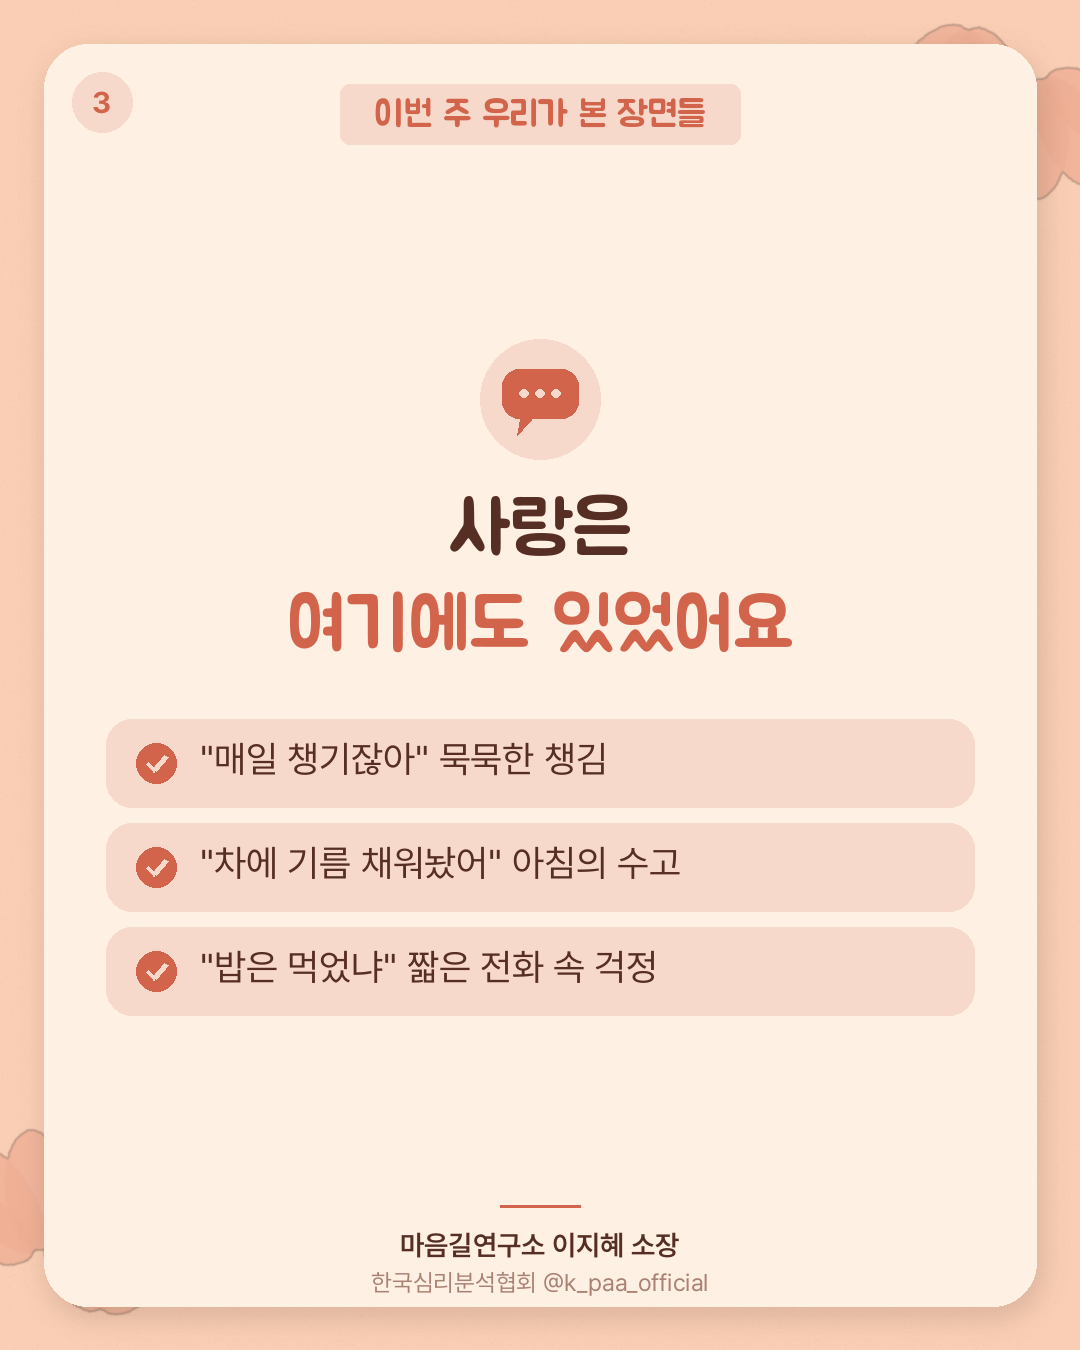 3
이번 주 우리가 본 장면들
사랑은
여기에도 있었어요
"매일 챙기잖아" 묵묵한 챙김
"차에 기름 채워놨어" 아침의 수고
"밥은 먹었냐" 짧은 전화 속 걱정
마음길연구소 이지혜 소장
한국심리분석협회 @k_paa_official